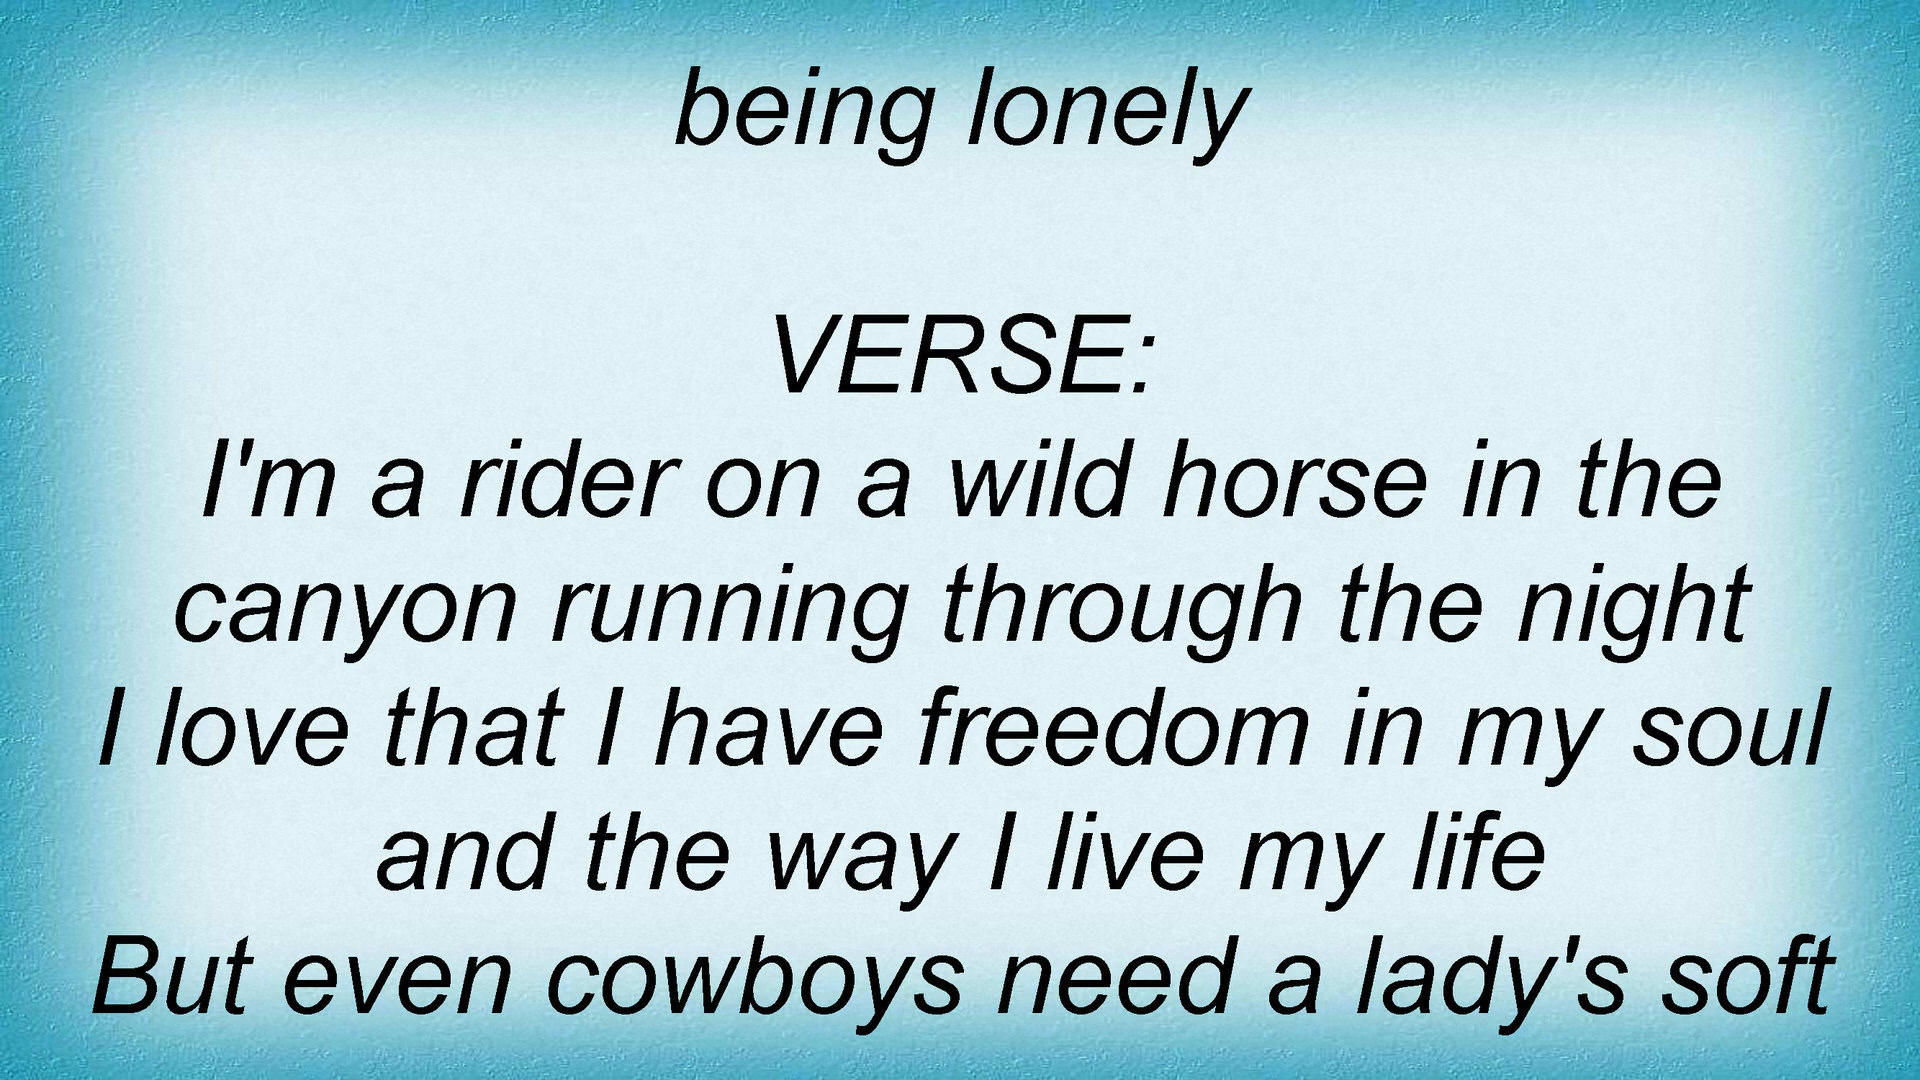 being lonely
VERSE:
I'm a rider on a wild horse in the
canyon running through the night
I love that I have freedom in my soul
and the way I live my life
But even cowboys need a lady's soft